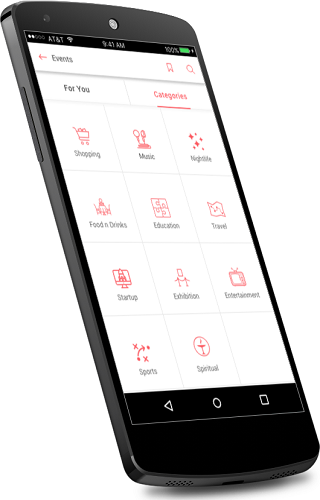 AT&T 9:41 AM 100%
Events
For You Categories
Shopping Music Nightlife
Food n Drinks Education Travel
Startup Exhibition Entertainment
Sports Spiritual